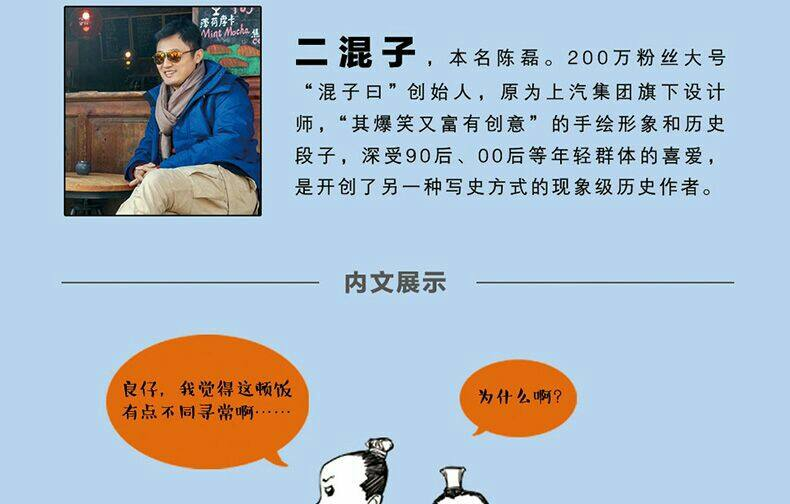 薄荷摩卡
Mint Mocha
二混子，本名陈磊。200万粉丝大号
“混子曰”创始人，原为上汽集团旗下设计
师，“其爆笑又富有创意”的手绘形象和历史
段子，深受90后、00后等年轻群体的喜爱，
是开创了另一种写史方式的现象级历史作者。
内文展示
良仔，我觉得这顿饭
有点不同寻常啊……
为什么啊？